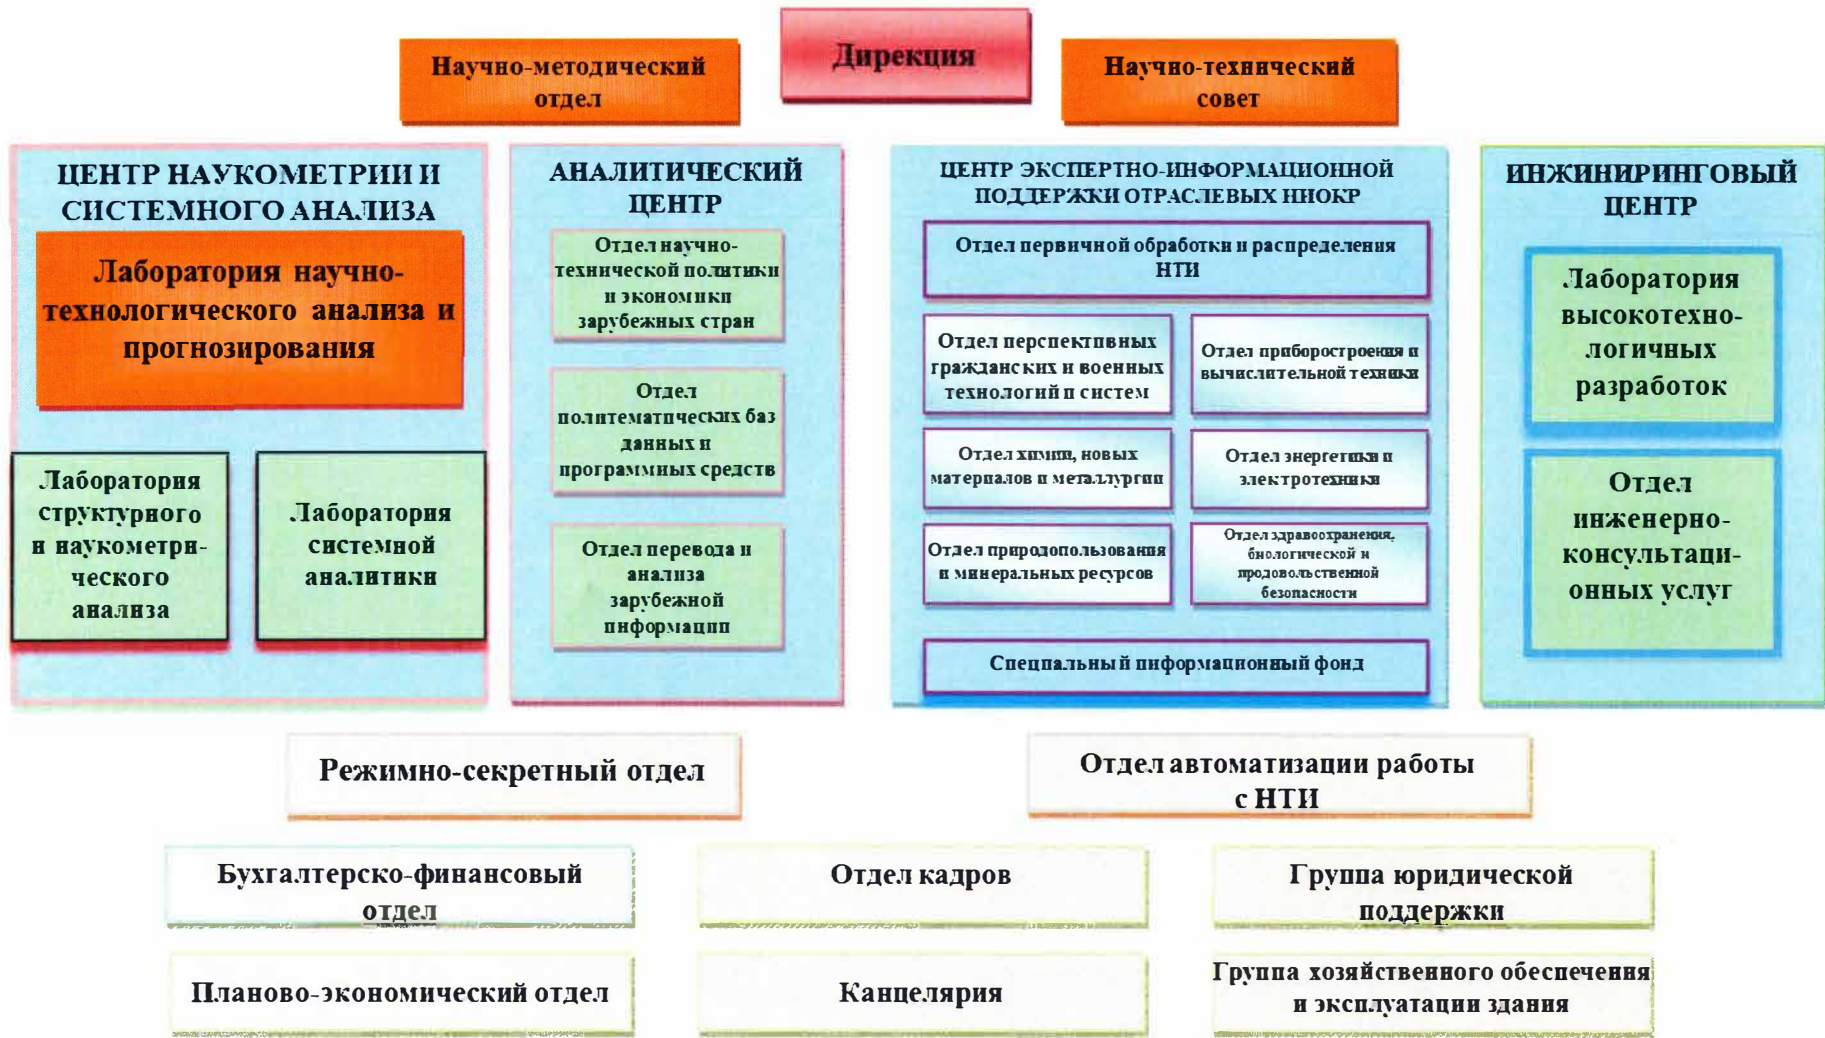 Дирекция
Научно-методический
отдел
Научно-технический
совет
ЦЕНТР НАУКОМЕТРИИ И
СИСТЕМНОГО АНАЛИЗА
Лаборатория научно-
технологического анализа и
прогнозирования
Лаборатория
структурного
и наукометри-
ческого
анализа
Лаборатория
системной
аналитики
АНАЛИТИЧЕСКИЙ
ЦЕНТР
Отдел научно-
технической политики
и экономики
зарубежных стран
Отдел
политематических баз
данных и
программных средств
Отдел перевода и
анализа
зарубежной
информации
ЦЕНТР ЭКСПЕРТНО-ИНФОРМАЦИОННОЙ
ПОДДЕРЖКИ ОТРАСЛЕВЫХ НИОКР
Отдел первичной обработки и распределения
НТИ
Отдел перспективных
гражданских и военных
технологий и систем
Отдел приборостроения и
вычислительной техники
Отдел химии, новых
материалов и металлургии
Отдел энергетики и
электротехники
Отдел природопользования
и минеральных ресурсов
Отдел здравоохранения,
биологической и
продовольственной
безопасности
Специальный информационный фонд
ИНЖИНИРИНГОВЫЙ
ЦЕНТР
Лаборатория
высокотехно-
логичных
разработок
Отдел
инженерно-
консультаци-
онных услуг
Режимно-секретный отдел
Отдел автоматизации работы
с НТИ
Бухгалтерско-финансовый
отдел
Отдел кадров
Группа юридической
поддержки
Планово-экономический отдел
Канцелярия
Группа хозяйственного обеспечения
и эксплуатации здания